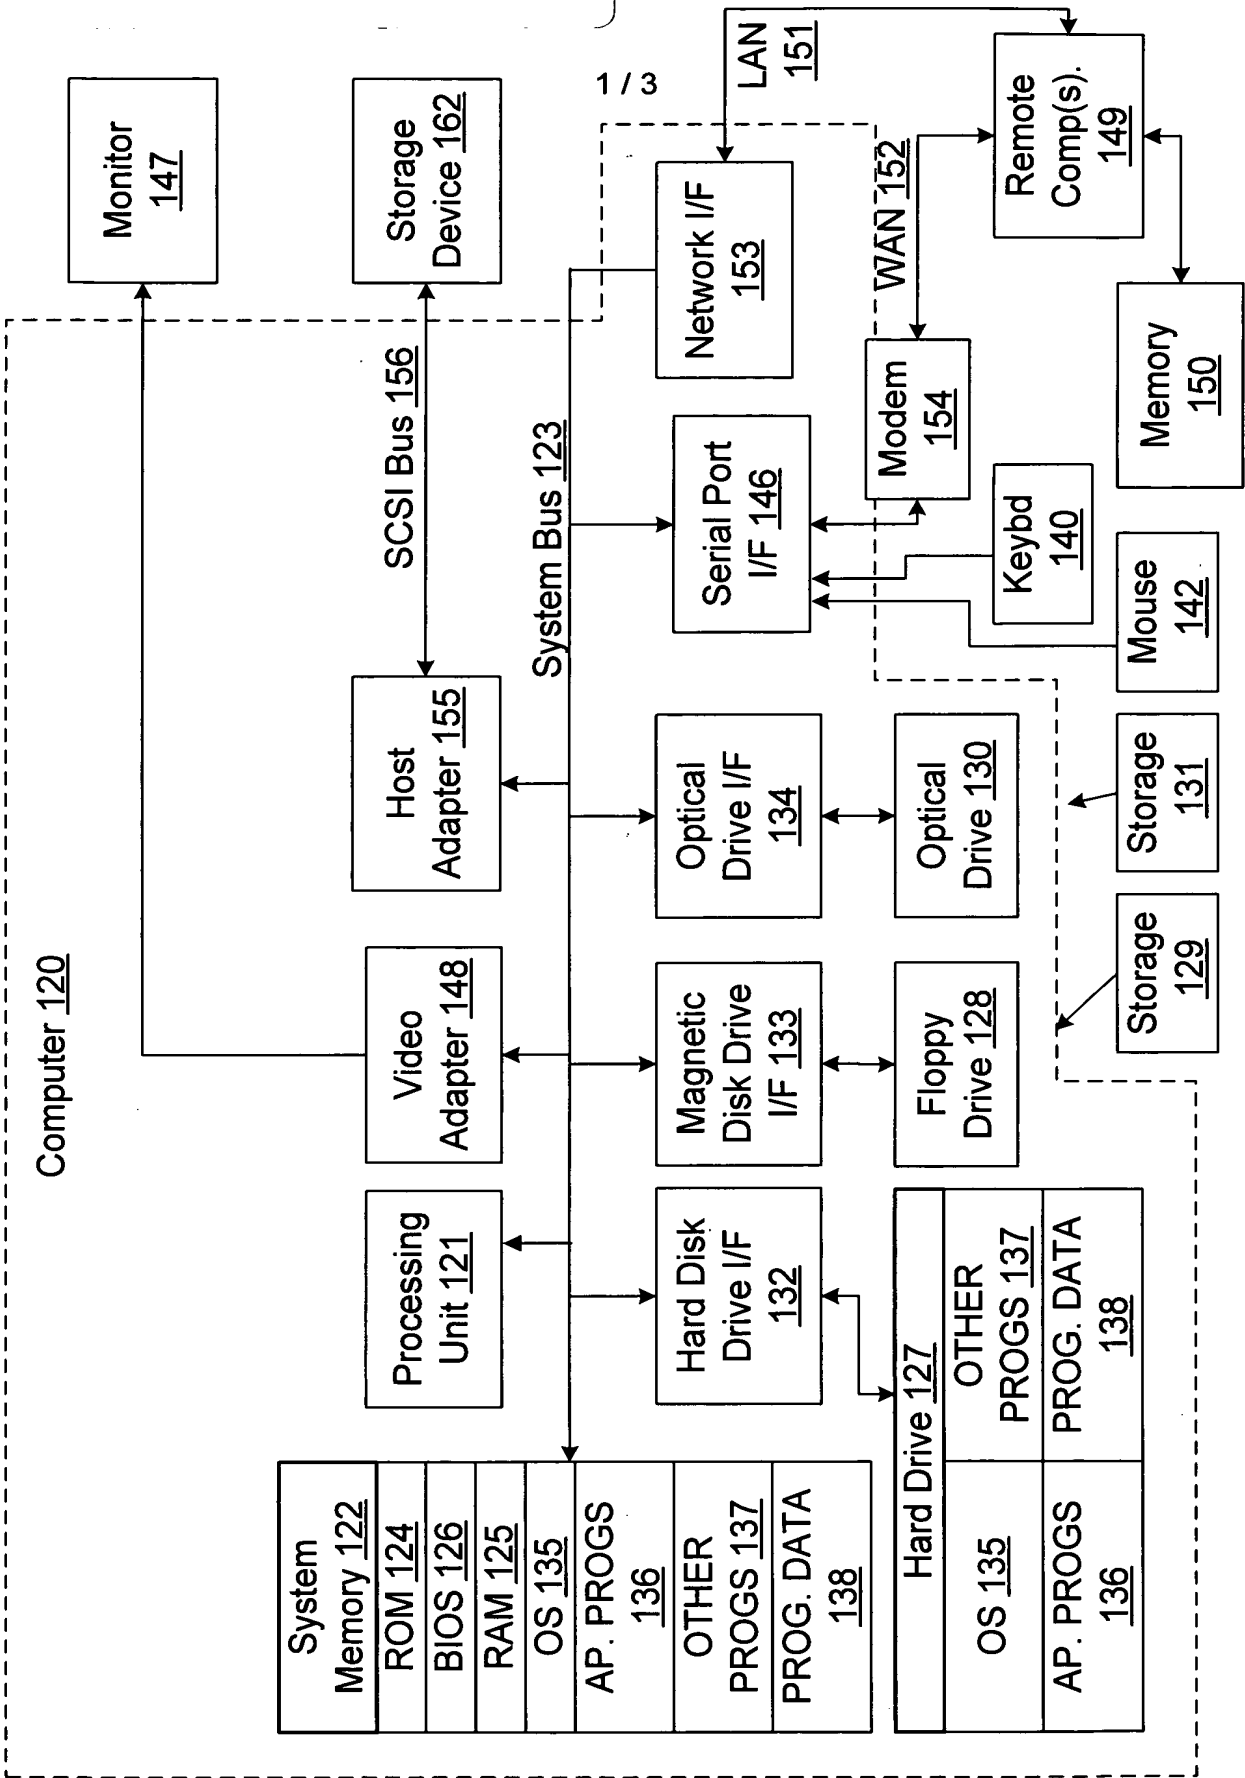 1 / 3
Computer 120
Monitor
147
Storage
Device 162
SCSI Bus 156
Processing
Unit 121
Video
Adapter 148
Host
Adapter 155
System Bus 123
System
Memory 122
ROM 124
BIOS 126
RAM 125
OS 135
AP. PROGS
136
OTHER
PROGS 137
PROG. DATA
138
Hard Disk
Drive I/F
132
Magnetic
Disk Drive
I/F 133
Optical
Drive I/F
134
Serial Port
I/F 146
Network I/F
153
LAN
151
WAN 152
Hard Drive 127
OS 135
OTHER
PROGS 137
AP. PROGS
136
PROG. DATA
138
Floppy
Drive 128
Optical
Drive 130
Modem
154
Remote
Comp(s).
149
Storage
129
Storage
131
Mouse
142
Keybd
140
Memory
150